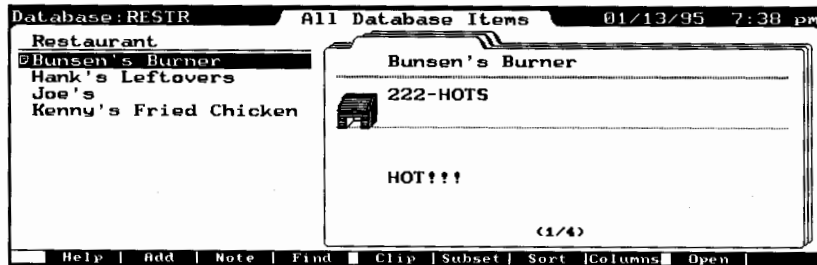 Database:RESTR All Database Items 01/13/95 7:38 pm
Restaurant
Bunsen's Burner
Hank's Leftovers
Joe's
Kenny's Fried Chicken
Bunsen's Burner
222-HOTS
HOT!!!
(1/4)
Help | Add | Note | Find Clip |Subset| Sort |Columns Open |